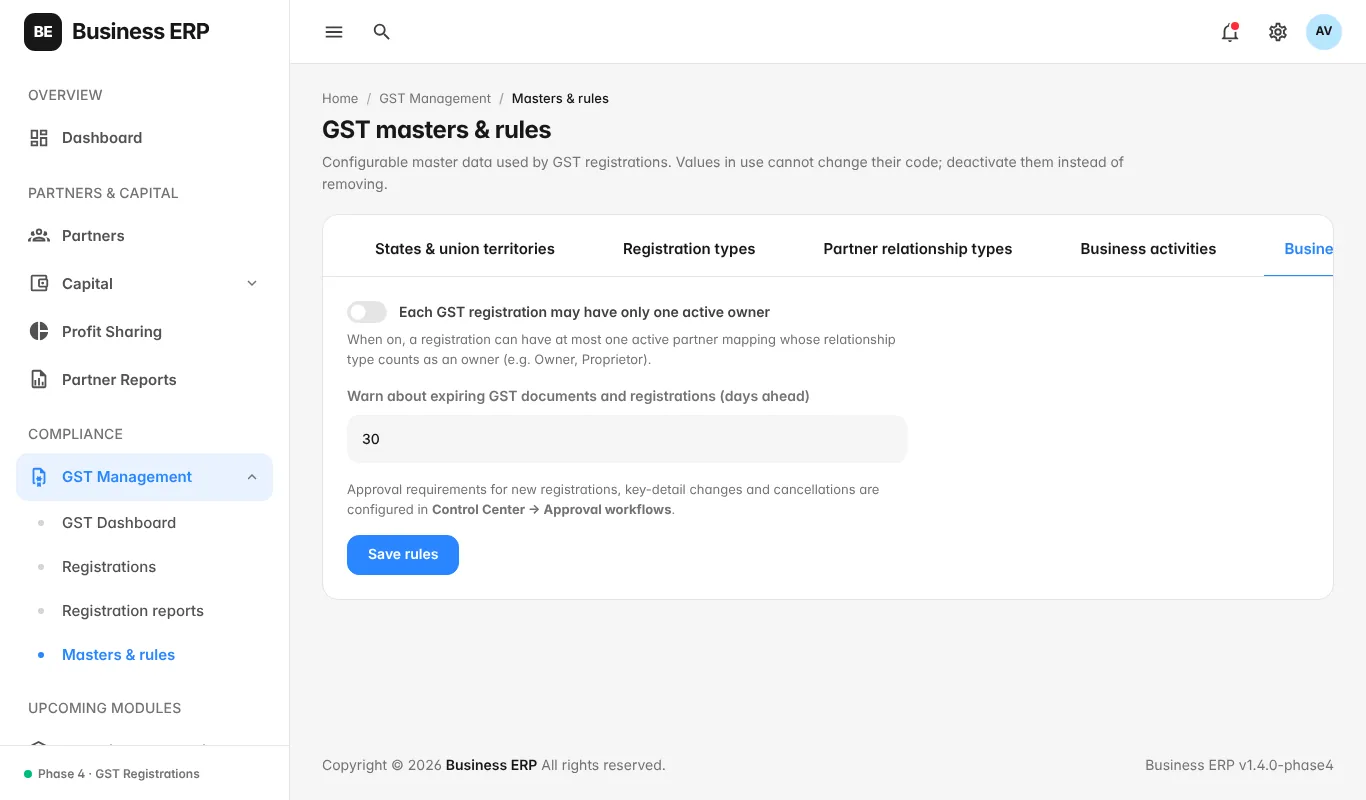 BE Business ERP
OVERVIEW
Dashboard
PARTNERS & CAPITAL
Partners
Capital
Profit Sharing
Partner Reports
COMPLIANCE
GST Management
GST Dashboard
Registrations
Registration reports
Masters & rules
UPCOMING MODULES
Phase 4 · GST Registrations
AV
Home / GST Management / Masters & rules
GST masters & rules
Configurable master data used by GST registrations. Values in use cannot change their code; deactivate them instead of
removing.
States & union territories Registration types Partner relationship types Business activities Busine
Each GST registration may have only one active owner
When on, a registration can have at most one active partner mapping whose relationship
type counts as an owner (e.g. Owner, Proprietor).
Warn about expiring GST documents and registrations (days ahead)
30
Approval requirements for new registrations, key-detail changes and cancellations are
configured in Control Center → Approval workflows.
Save rules
Copyright © 2026 Business ERP All rights reserved.
Business ERP v1.4.0-phase4